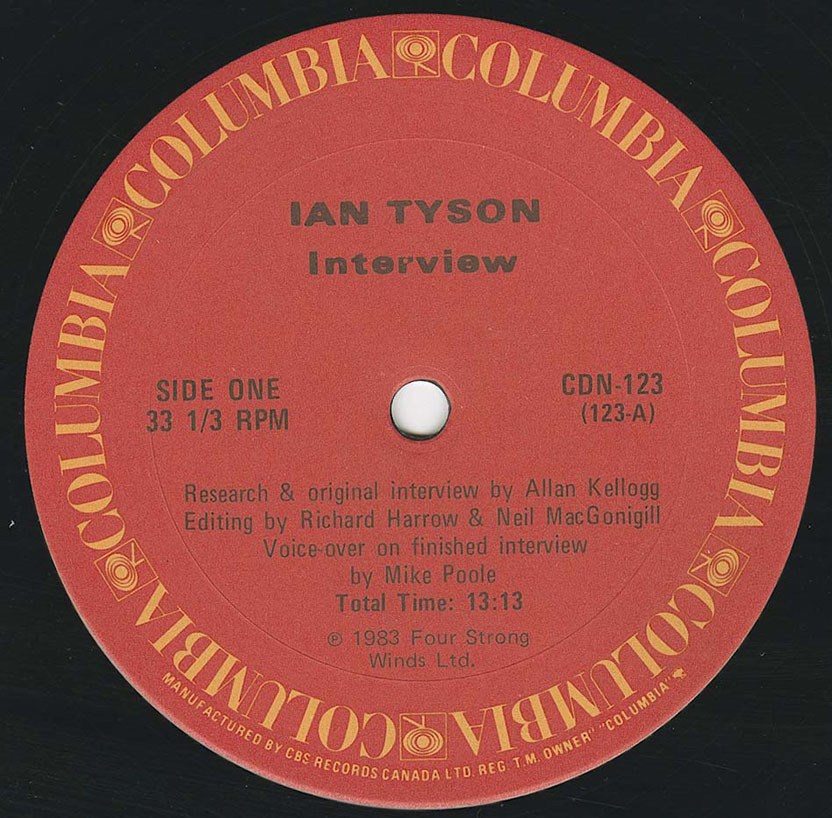 COLUMBIA COLUMBIA COLUMBIA COLUMBIA COLUMBIA COLUMBIA
IAN TYSON
Interview
SIDE ONE
33 1/3 RPM
CDN-123
(123-A)
Research & original interview by Allan Kellogg
Editing by Richard Harrow & Neil MacGonigill
Voice-over on finished interview
by Mike Poole
Total Time: 13:13
℗ 1983 Four Strong
Winds Ltd.
MANUFACTURED BY CBS RECORDS CANADA LTD. REG. T.M. OWNER" "COLUMBIA"